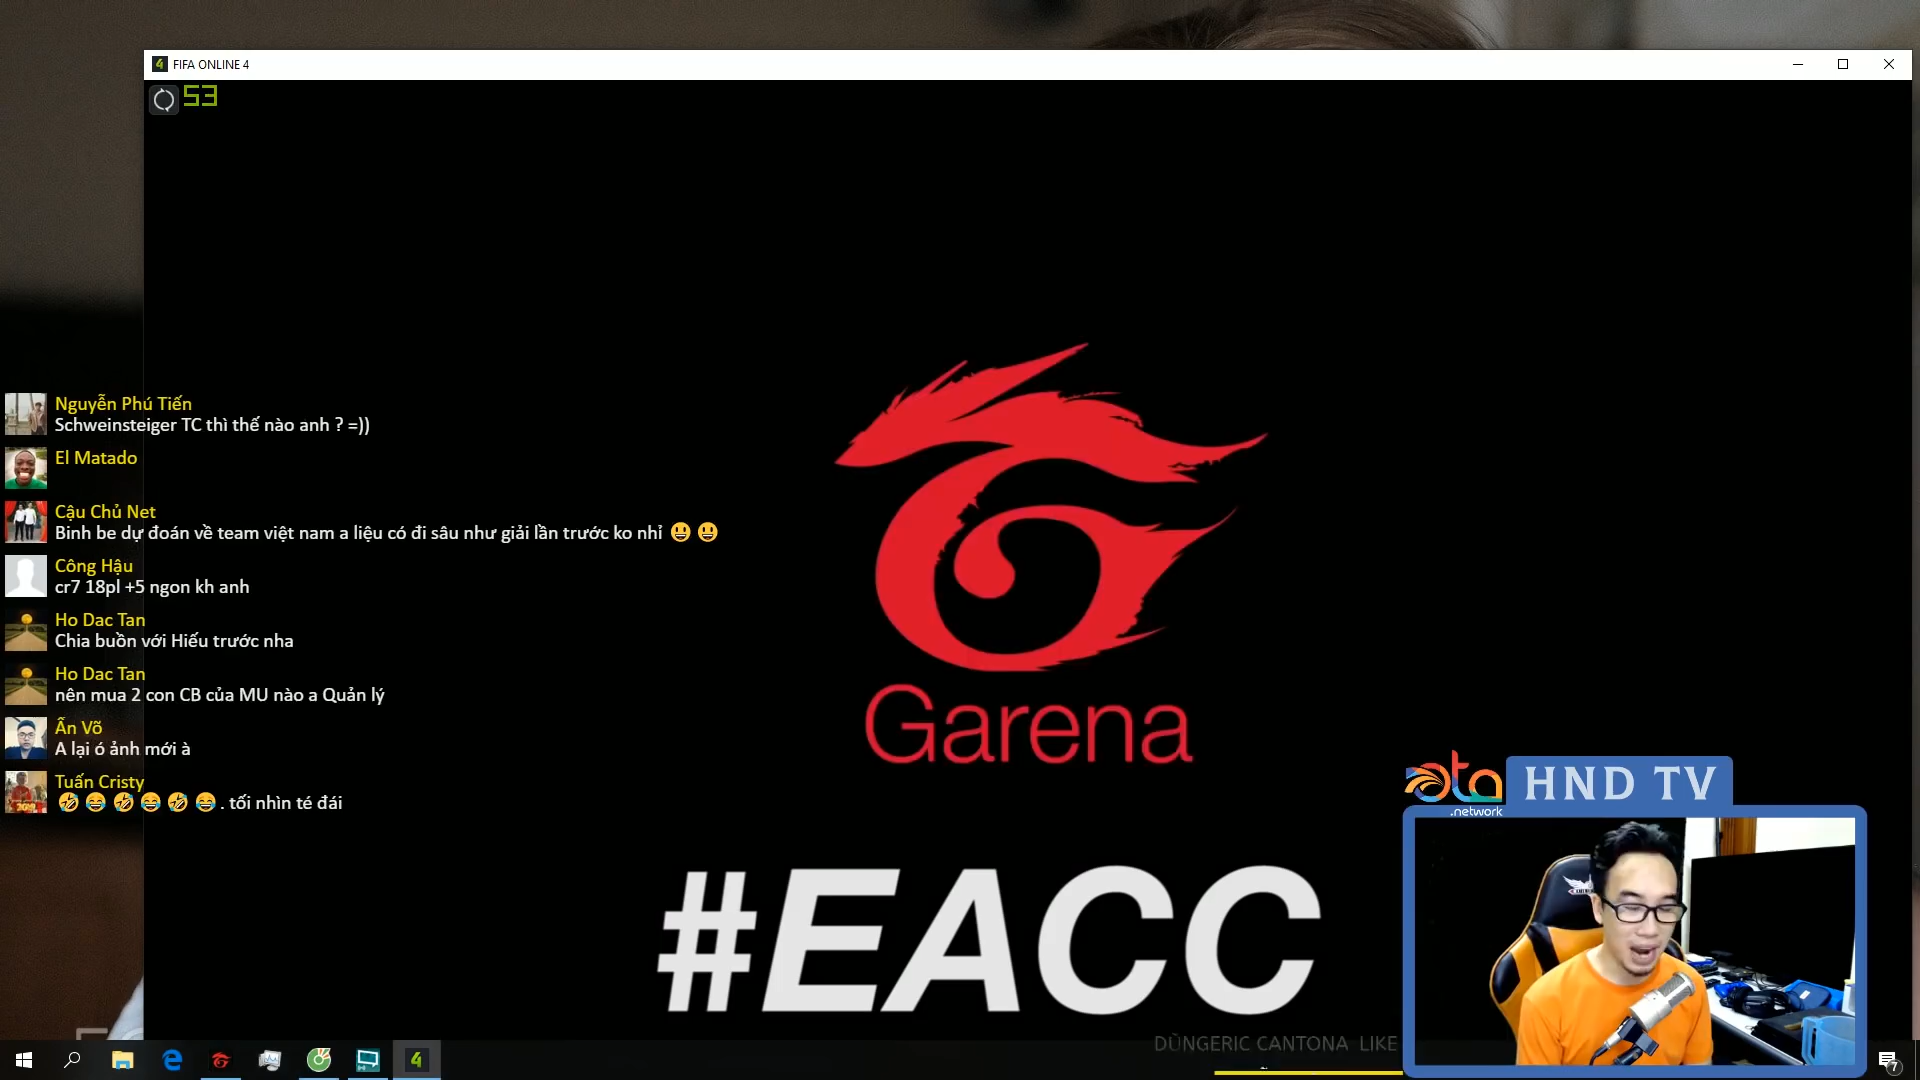 FIFA ONLINE 4
53
Nguyễn Phú Tiến
Schweinsteiger TC thì thế nào anh ? =))
El Matado
Cậu Chủ Net
Binh be dự đoán về team việt nam a liệu có đi sâu như giải lần trước ko nhỉ 😃 😃
Công Hậu
cr7 18pl +5 ngon kh anh
Ho Dac Tan
Chia buồn với Hiếu trước nha
Ho Dac Tan
nên mua 2 con CB của MU nào a Quản lý
Ấn Võ
A lại ó ảnh mới à
Tuấn Cristy
🤣 😂 🤣 😂 🤣 😂 . tối nhìn té đái
Garena
#EACC
ota
.network
HND TV
DŨNGERIC CANTONA LIKE
7